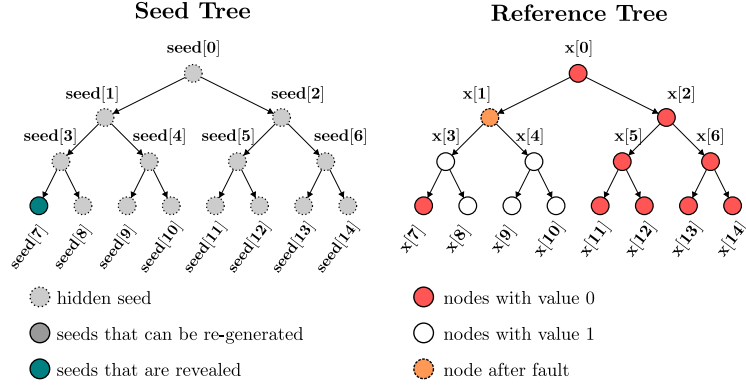 Seed Tree
Reference Tree
seed[0]
x[0]
seed[1]
seed[2]
x[1]
x[2]
seed[3]
seed[4]
seed[5]
seed[6]
x[3]
x[4]
x[5]
x[6]
seed[7]
seed[8]
seed[9]
seed[10]
seed[11]
seed[12]
seed[13]
seed[14]
x[7]
x[8]
x[9]
x[10]
x[11]
x[12]
x[13]
x[14]
hidden seed
seeds that can be re-generated
seeds that are revealed
nodes with value 0
nodes with value 1
node after fault